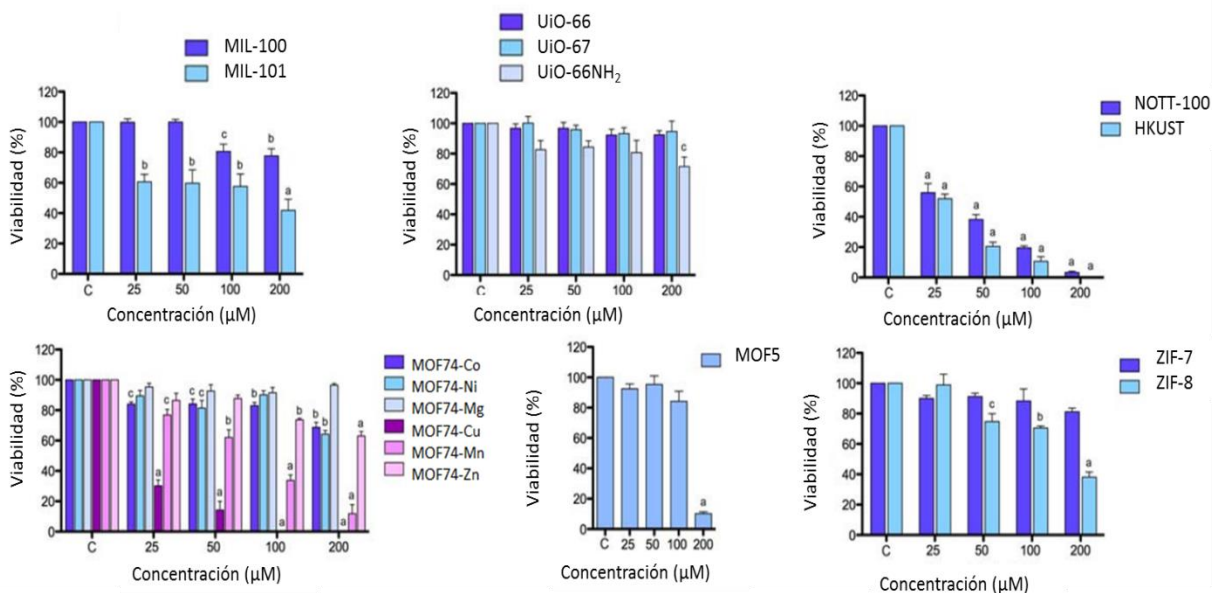 MIL-100
MIL-101
Viabilidad (%)
120
100
80
60
40
20
0
b
b
c
b
b
a
C
25
50
100
200
Concentración (µM)
UiO-66
UiO-67
UiO-66NH₂
Viabilidad (%)
120
100
80
60
40
20
0
c
C
25
50
100
200
Concentración (µM)
NOTT-100
HKUST
Viabilidad (%)
120
100
80
60
40
20
0
a
a
a
a
a
a
a
a
C
25
50
100
200
Concentración (µM)
MOF74-Co
MOF74-Ni
MOF74-Mg
MOF74-Cu
MOF74-Mn
MOF74-Zn
Viabilidad (%)
120
100
80
60
40
20
0
c
c
a
c
c
c
a
b
b
a
a
b
b
b
a
a
a
C
25
50
100
200
Concentración (µM)
MOF5
Viabilidad (%)
120
100
80
60
40
20
0
a
C
25
50
100
200
Concentración (µM)
ZIF-7
ZIF-8
Viabilidad (%)
120
100
80
60
40
20
0
c
b
a
C
25
50
100
200
Concentración (µM)